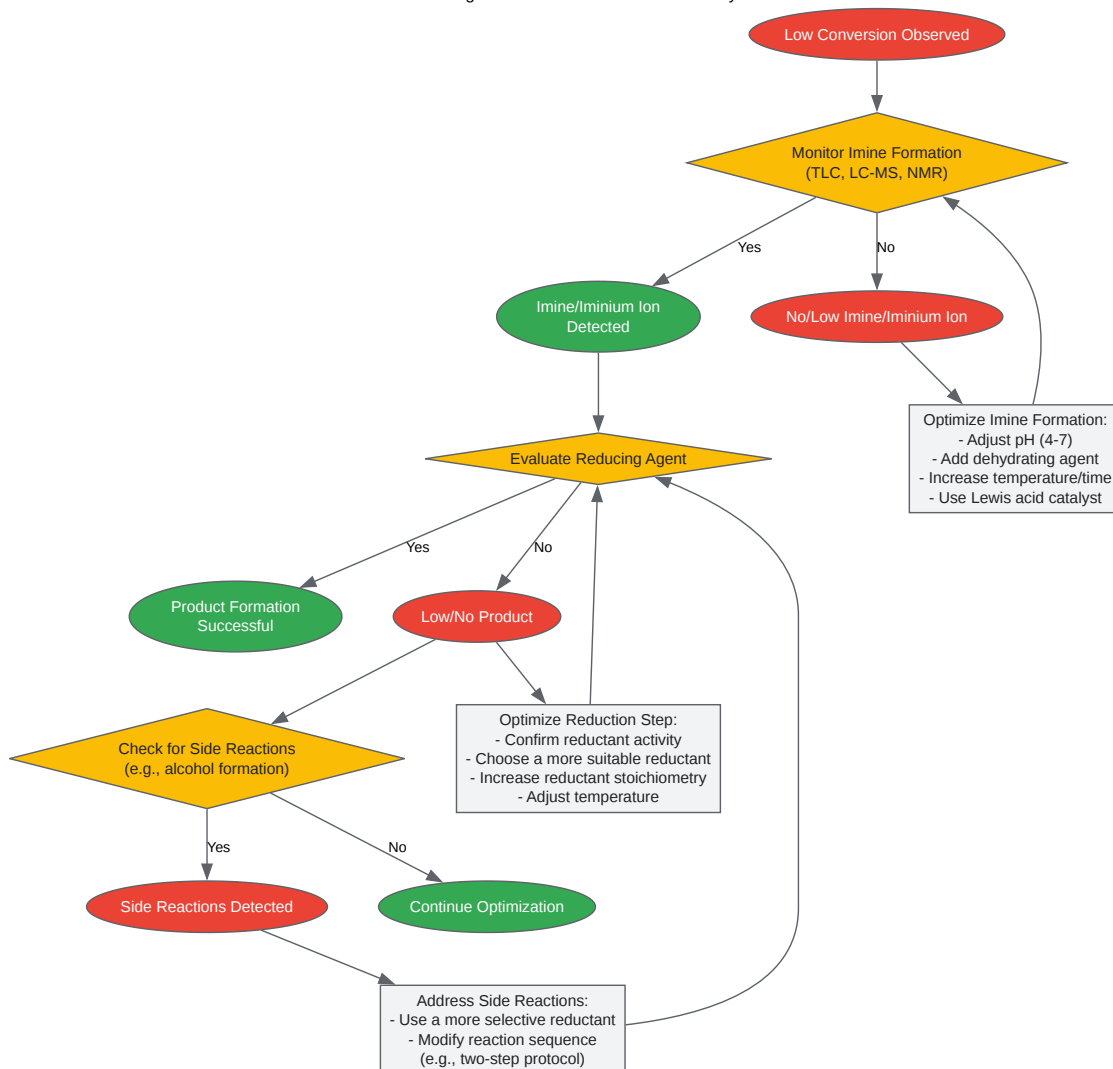 Low Conversion Observed
Monitor Imine Formation
(TLC, LC-MS, NMR)
Yes
No
Imine/Iminium Ion
Detected
No/Low Imine/Iminium Ion
Optimize Imine Formation:
- Adjust pH (4-7)
- Add dehydrating agent
- Increase temperature/time
- Use Lewis acid catalyst
Evaluate Reducing Agent
Yes
No
Product Formation
Successful
Low/No Product
Optimize Reduction Step:
- Confirm reductant activity
- Choose a more suitable reductant
- Increase reductant stoichiometry
- Adjust temperature
Check for Side Reactions
(e.g., alcohol formation)
Yes
No
Side Reactions Detected
Continue Optimization
Address Side Reactions:
- Use a more selective reductant
- Modify reaction sequence
(e.g., two-step protocol)